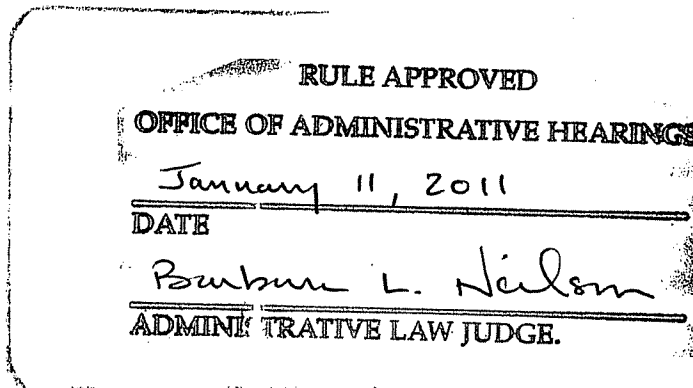 RULE APPROVED
OFFICE OF ADMINISTRATIVE HEARINGS
January 11, 2011
DATE
Barbara L. Neilson
ADMINISTRATIVE LAW JUDGE.